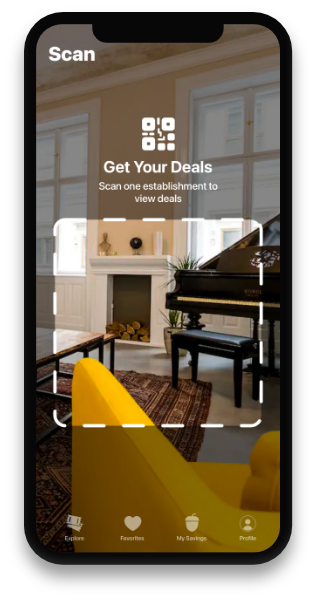 Scan
Get Your Deals
Scan one establishment to
view deals
Explore
Favorites
My Savings
Profile